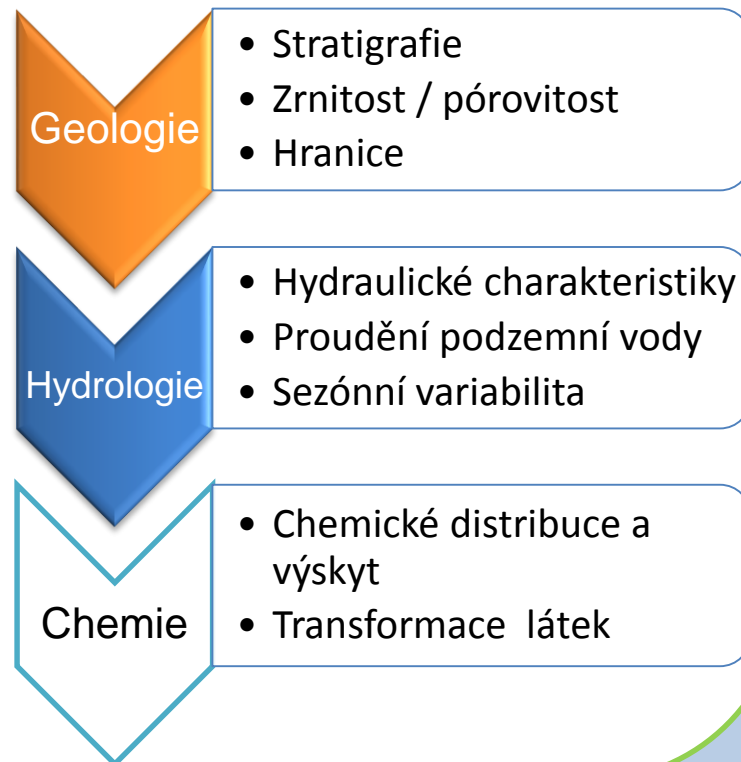 Geologie
• Stratigrafie
• Zrnitost / pórovitost
• Hranice
Hydrologie
• Hydraulické charakteristiky
• Proudění podzemní vody
• Sezónní variabilita
Chemie
• Chemické distribuce a
výskyt
• Transformace  látek